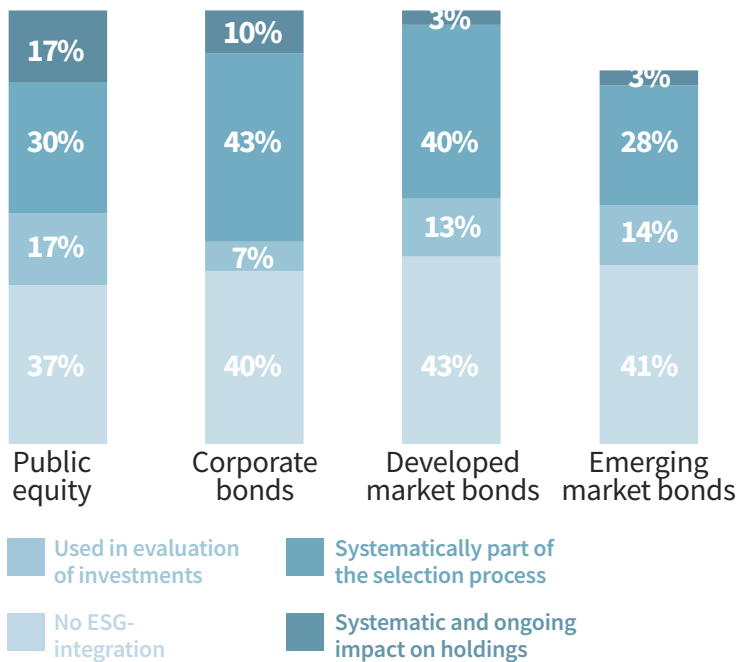 17%
30%
17%
37%
10%
43%
7%
40%
3%
40%
13%
43%
3%
28%
14%
41%
Public
equity
Corporate
bonds
Developed
market bonds
Emerging
market bonds
Used in evaluation
of investments
Systematically part of
the selection process
No ESG-
integration
Systematic and ongoing
impact on holdings